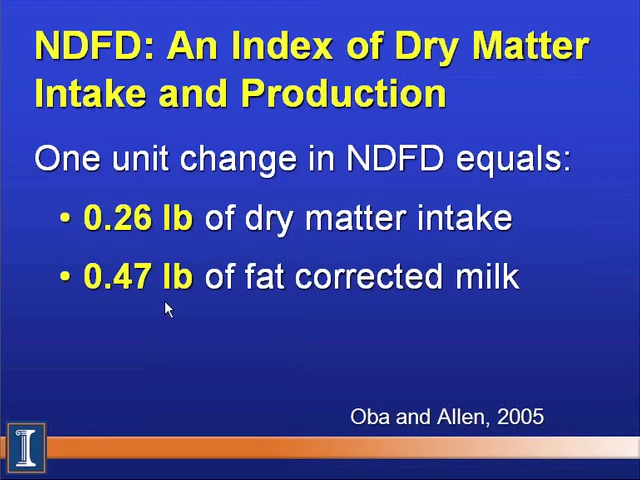 NDFD: An Index of Dry Matter
Intake and Production
One unit change in NDFD equals:
• 0.26 lb of dry matter intake
• 0.47 lb of fat corrected milk
Oba and Allen, 2005
I